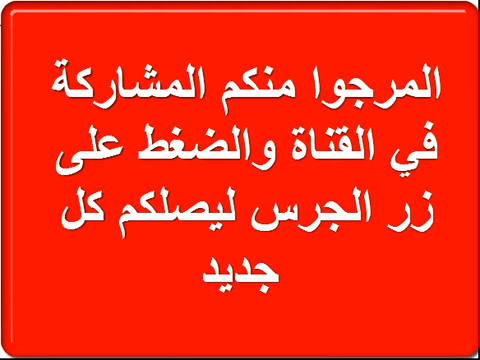 المرجوا منكم المشاركة
في القناة والضغط على
زر الجرس ليصلكم كل
جديد